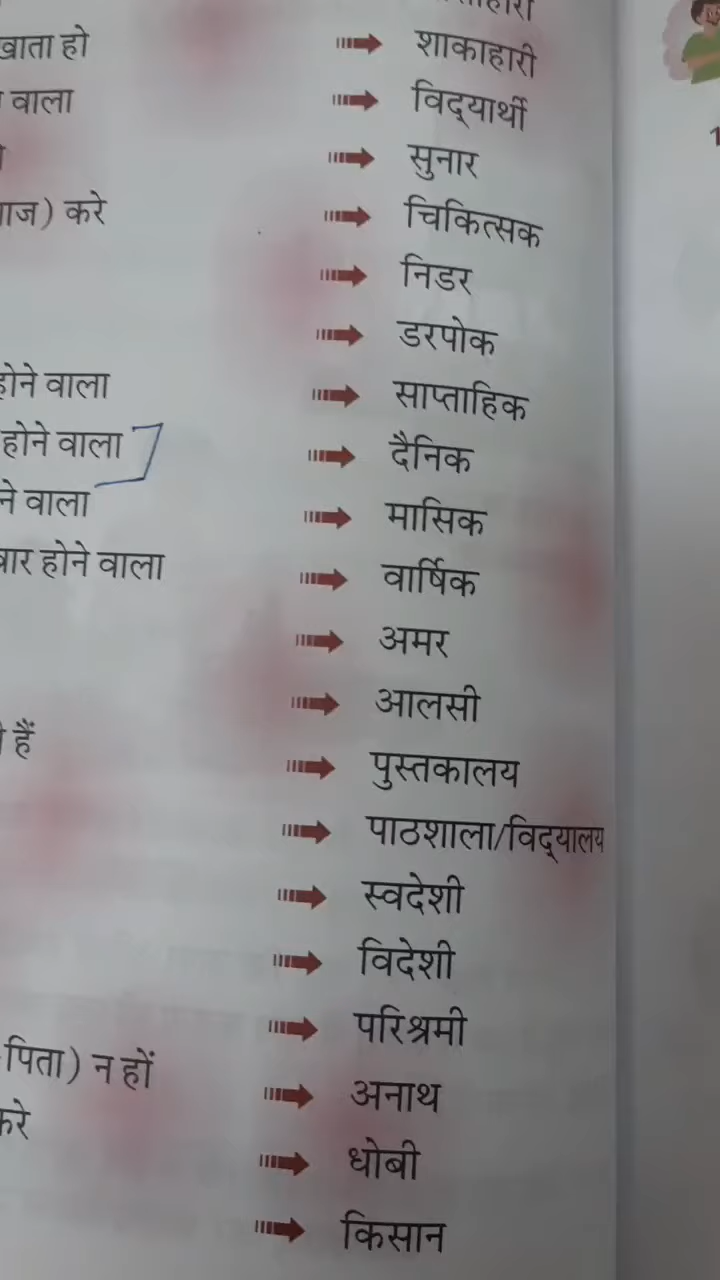 खाता हो शाकाहारी
वाला विद्यार्थी
सुनार
करे चिकित्सक
निडर
डरपोक
होने वाला साप्ताहिक
होने वाला दैनिक
वाला मासिक
होने वाला वार्षिक
अमर
आलसी
हैं पुस्तकालय
पाठशाला/विद्यालय
स्वदेशी
विदेशी
परिश्रमी
पिता) न हों अनाथ
करे धोबी
किसान